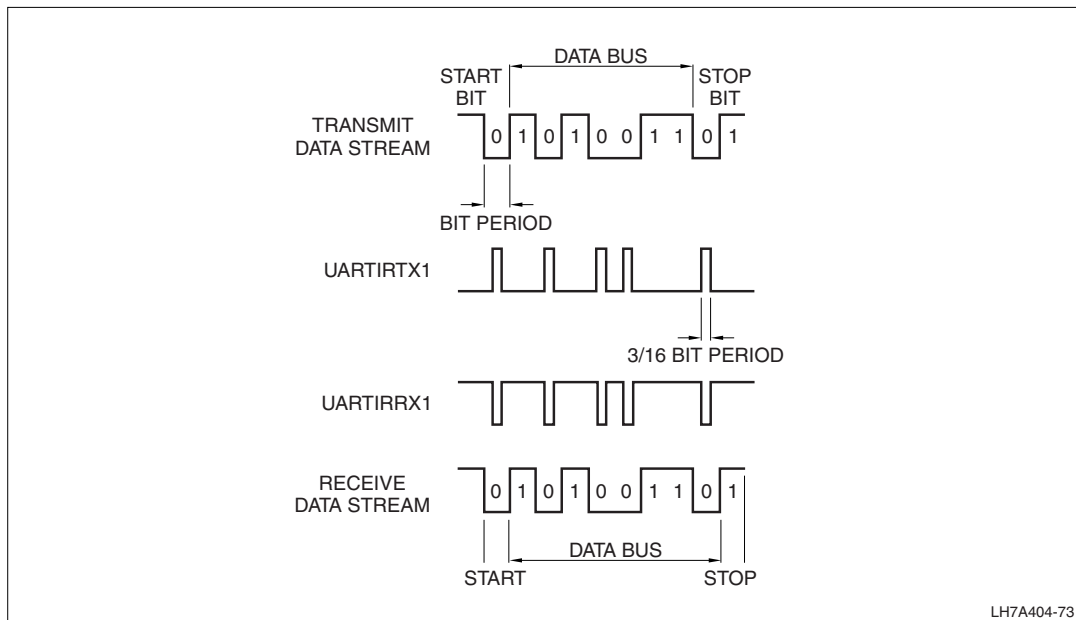 DATA BUS
START
BIT
STOP
BIT
TRANSMIT
DATA STREAM
0 1 0 1 0 0 1 1 0 1
BIT PERIOD
UARTIRTX1
3/16 BIT PERIOD
UARTIRRX1
RECEIVE
DATA STREAM
0 1 0 1 0 0 1 1 0 1
DATA BUS
START
STOP
LH7A404-73